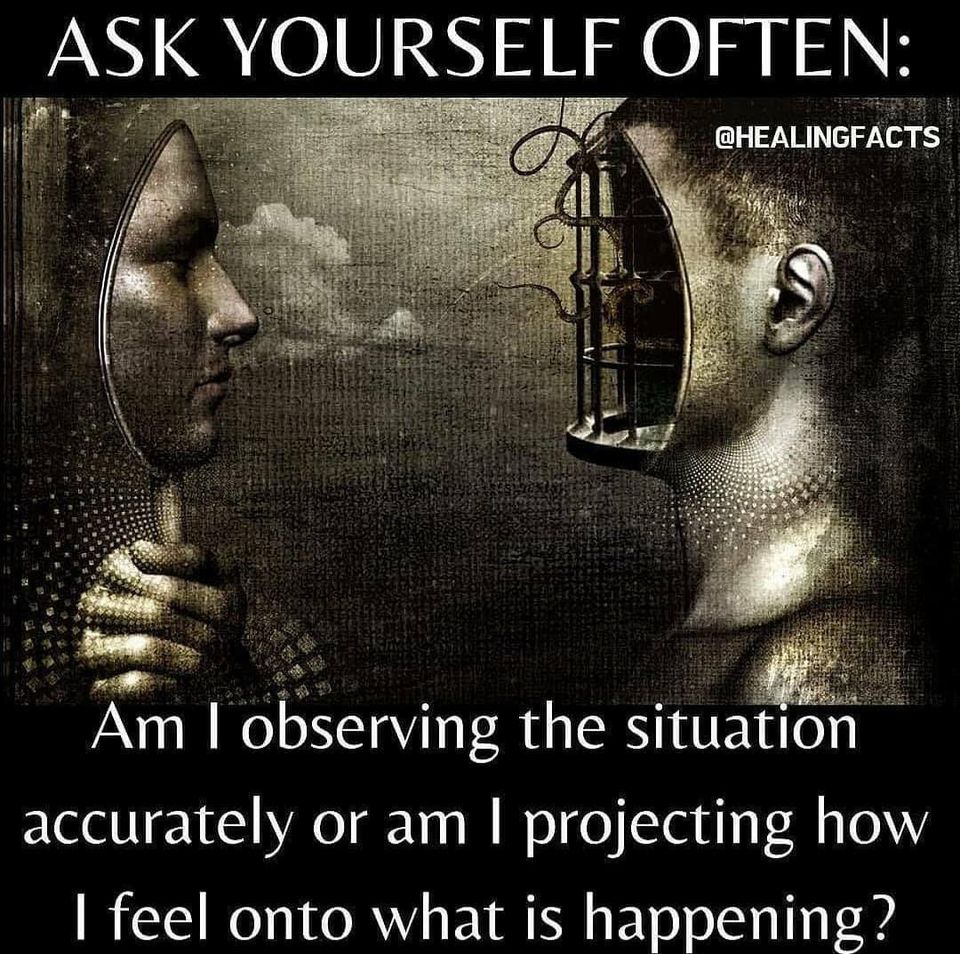 ASK YOURSELF OFTEN:
@HEALINGFACTS
Am I observing the situation
accurately or am I projecting how
I feel onto what is happening?